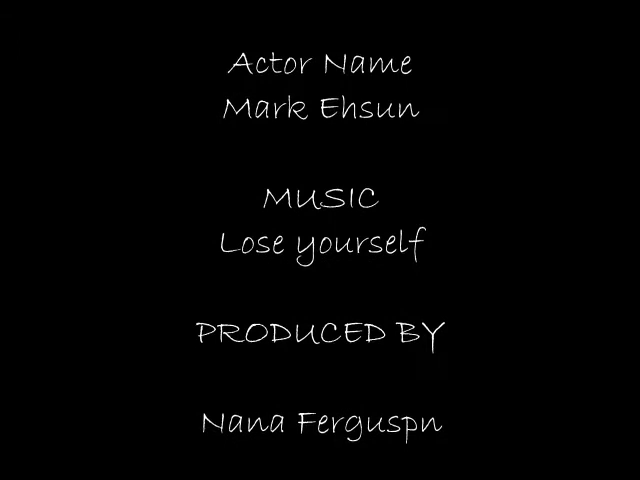 Actor Name
Mark Ehsun
MUSIC
Lose yourself
PRODUCED BY
Nana Ferguspn